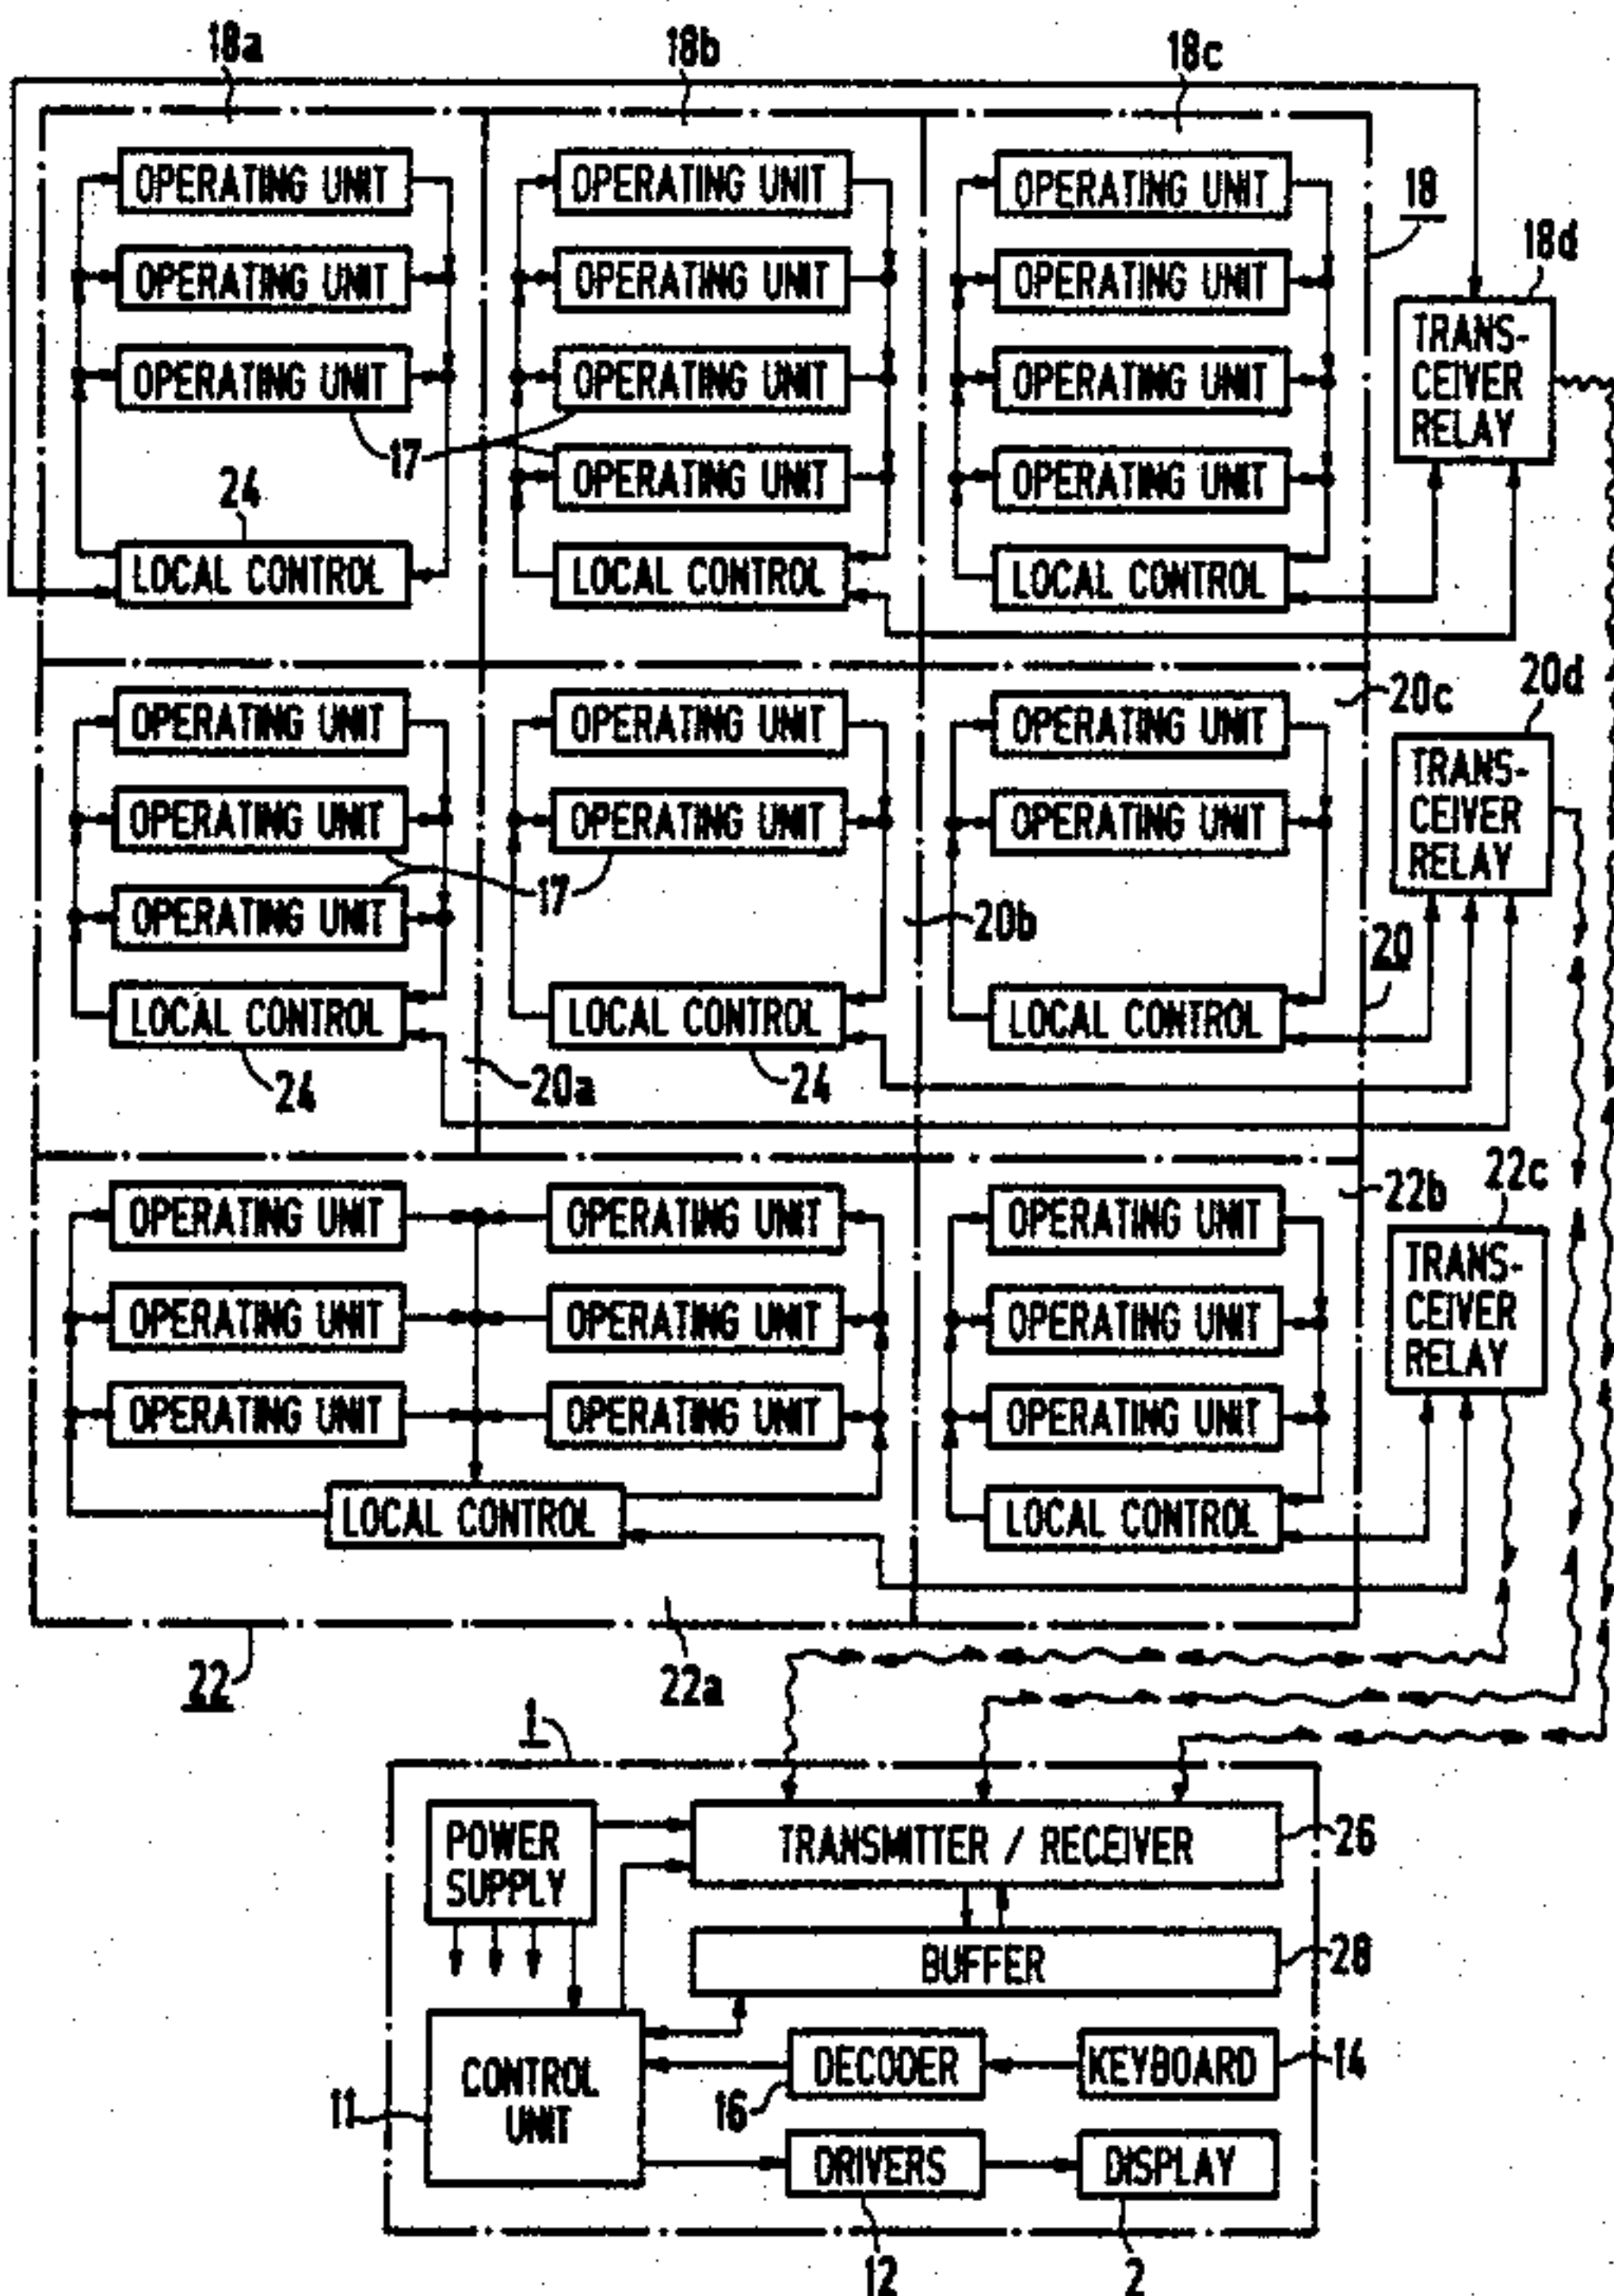 18a 18b 18c
OPERATING UNIT OPERATING UNIT OPERATING UNIT
18
18d
OPERATING UNIT OPERATING UNIT OPERATING UNIT
TRANS-
CEIVER
RELAY
OPERATING UNIT OPERATING UNIT OPERATING UNIT
17
OPERATING UNIT OPERATING UNIT
24
LOCAL CONTROL LOCAL CONTROL LOCAL CONTROL
20c 20d
OPERATING UNIT OPERATING UNIT OPERATING UNIT
TRANS-
CEIVER
RELAY
OPERATING UNIT OPERATING UNIT OPERATING UNIT
17
OPERATING UNIT
20b
20
LOCAL CONTROL LOCAL CONTROL LOCAL CONTROL
24 20a 24
22b 22c
OPERATING UNIT OPERATING UNIT OPERATING UNIT
TRANS-
CEIVER
RELAY
OPERATING UNIT OPERATING UNIT OPERATING UNIT
OPERATING UNIT OPERATING UNIT OPERATING UNIT
LOCAL CONTROL LOCAL CONTROL
22 22a
1
POWER
SUPPLY
TRANSMITTER / RECEIVER 26
BUFFER 28
CONTROL
UNIT
11
DECODER KEYBOARD 14
16
DRIVERS DISPLAY
12 2